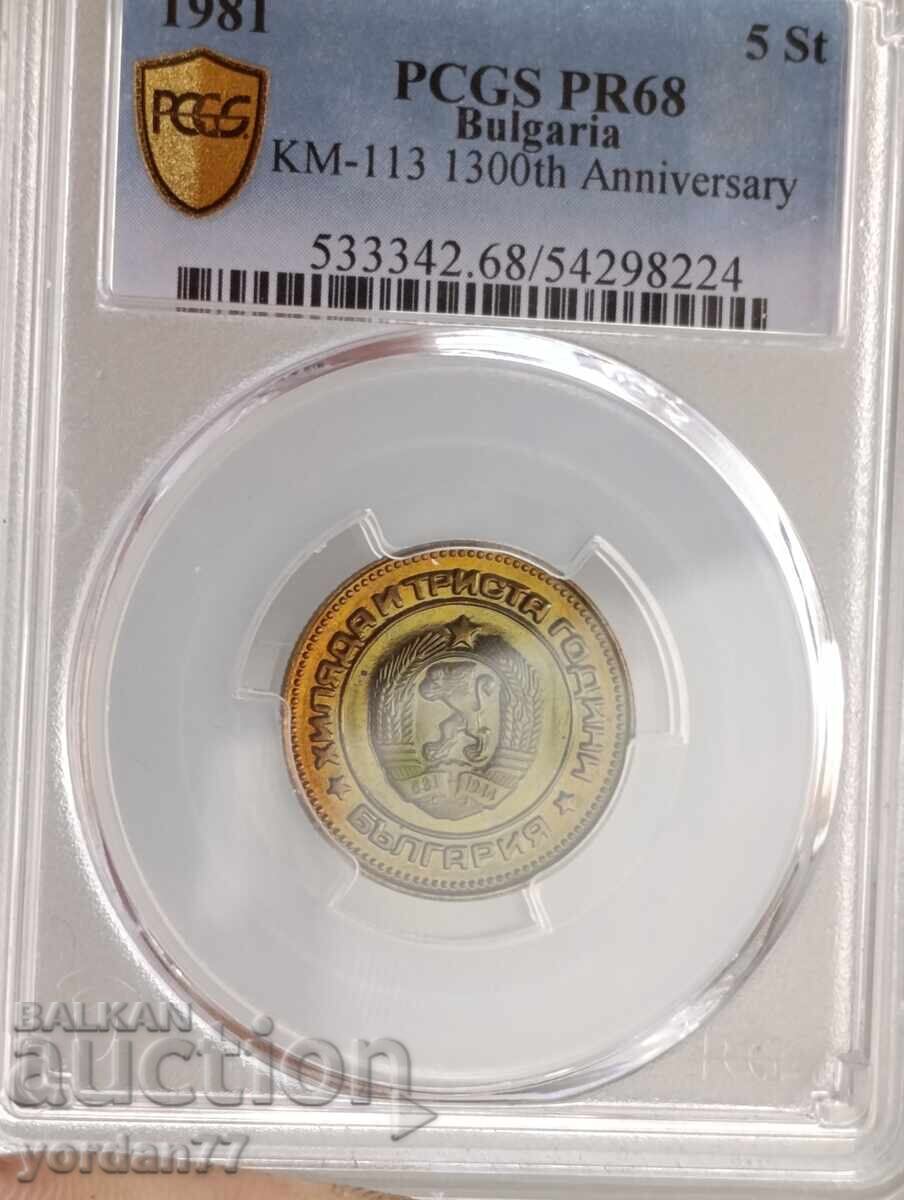 1981
5 St
PCGS PR68
Bulgaria
KM-113 1300th Anniversary
533342.68/54298224
PCGS
ХИЛЯДА И ТРИСТА ГОДИНИ
681 1944
БЪЛГАРИЯ
BALKAN
auction
yordan77